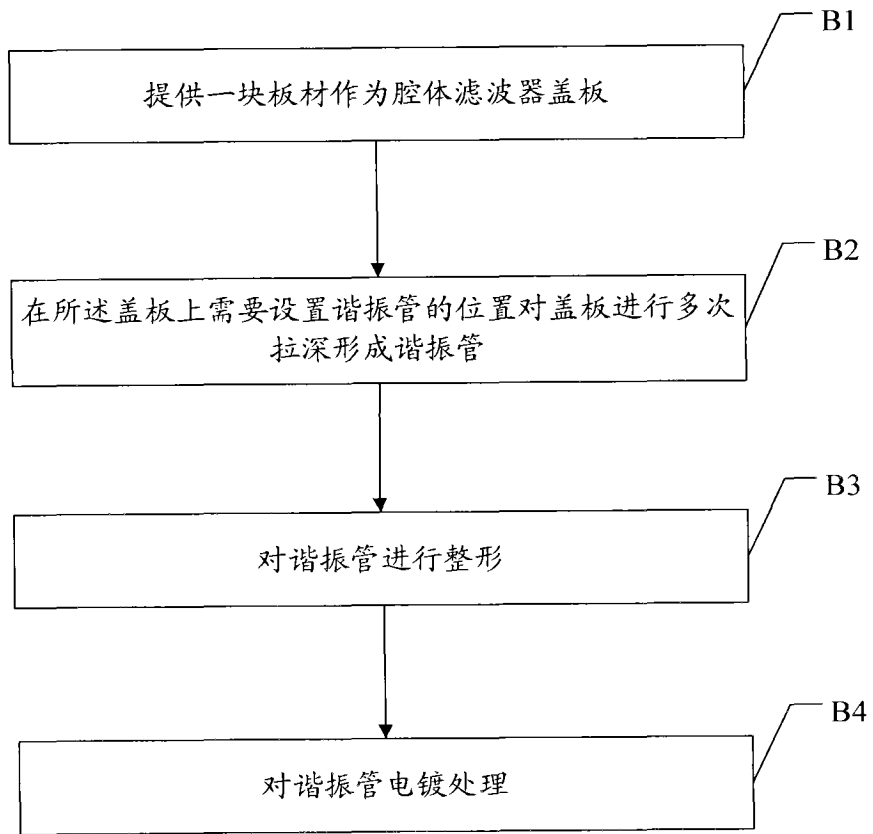 B1
提供一块板材作为腔体滤波器盖板
B2
在所述盖板上需要设置谐振管的位置对盖板进行多次
拉深形成谐振管
B3
对谐振管进行整形
B4
对谐振管电镀处理